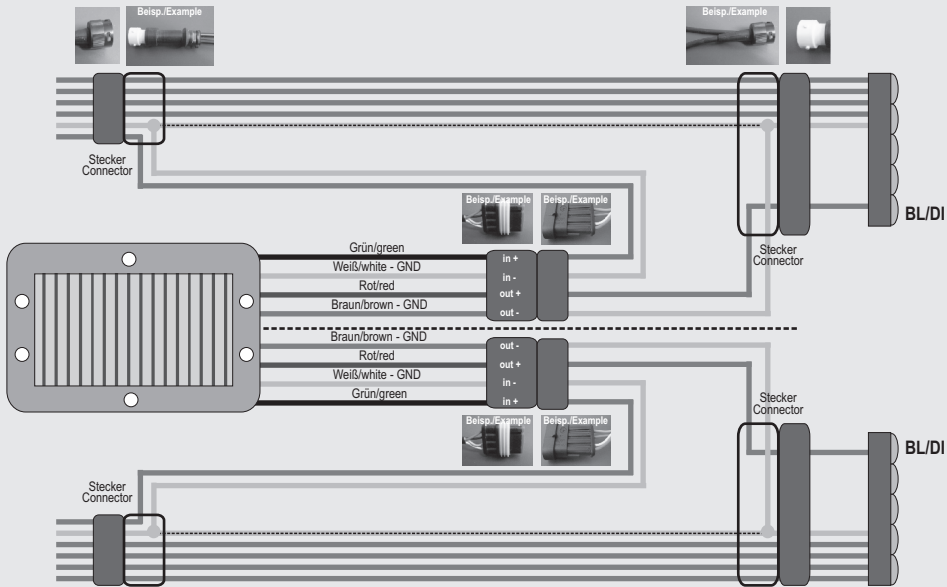 Beisp./Example
Beisp./Example
Stecker
Connector
Beisp./Example
Beisp./Example
BL/DI
Stecker
Connector
Grün/green
in +
Weiß/white - GND
in -
Rot/red
out +
Braun/brown - GND
out -
Braun/brown - GND
out -
Rot/red
out +
Weiß/white - GND
in -
Grün/green
in +
Stecker
Connector
Beisp./Example
Beisp./Example
BL/DI
Stecker
Connector